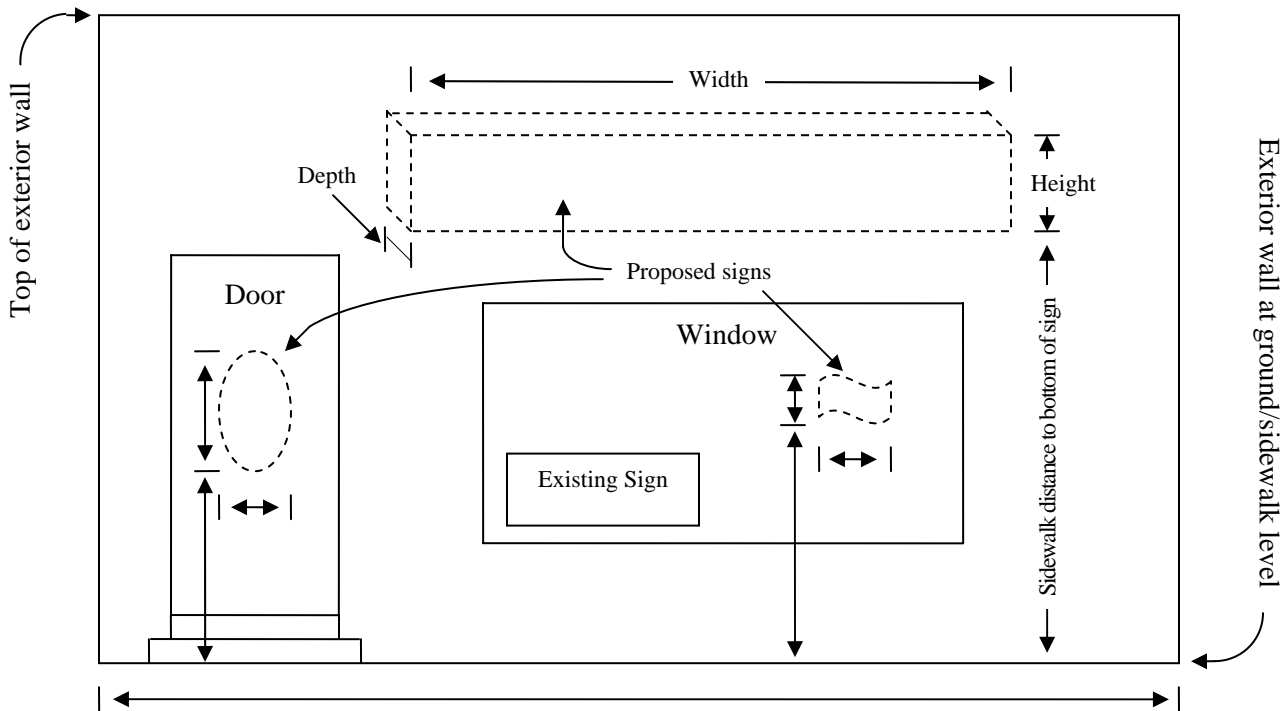 Top of exterior wall
Width
Depth
Height
Proposed signs
Door
Window
Existing Sign
Sidewalk distance to bottom of sign
Exterior wall at ground/sidewalk level